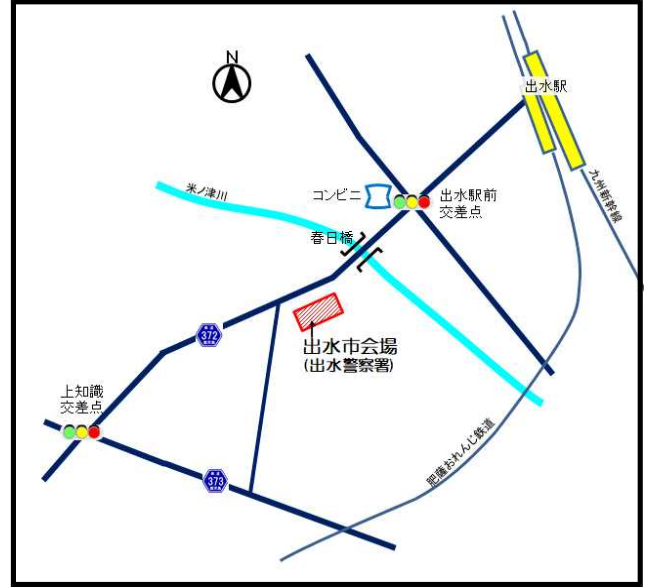 N
出水駅
九州新幹線
米ノ津川
コンビニ
出水駅前
交差点
春日橋
372
出水市会場
(出水警察署)
上知識
交差点
373
肥薩おれんじ鉄道